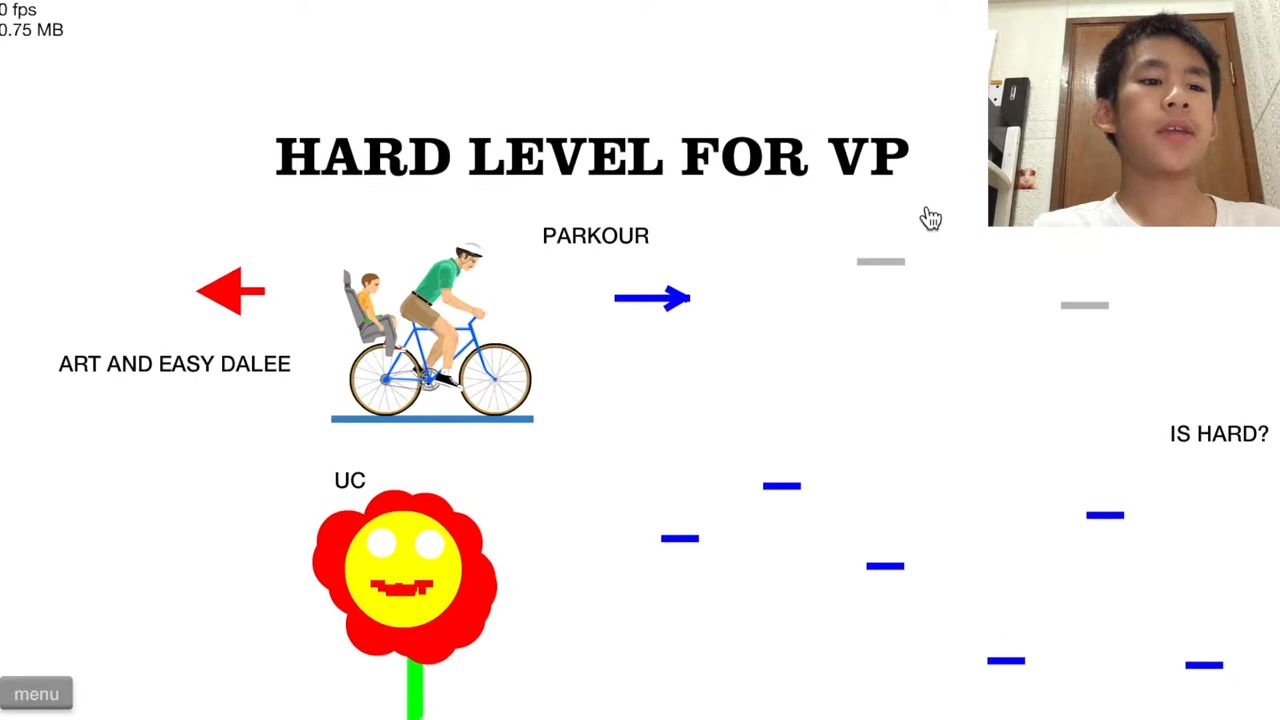 0 fps
0.75 MB
HARD LEVEL FOR VP
PARKOUR
ART AND EASY DALEE
IS HARD?
UC
menu